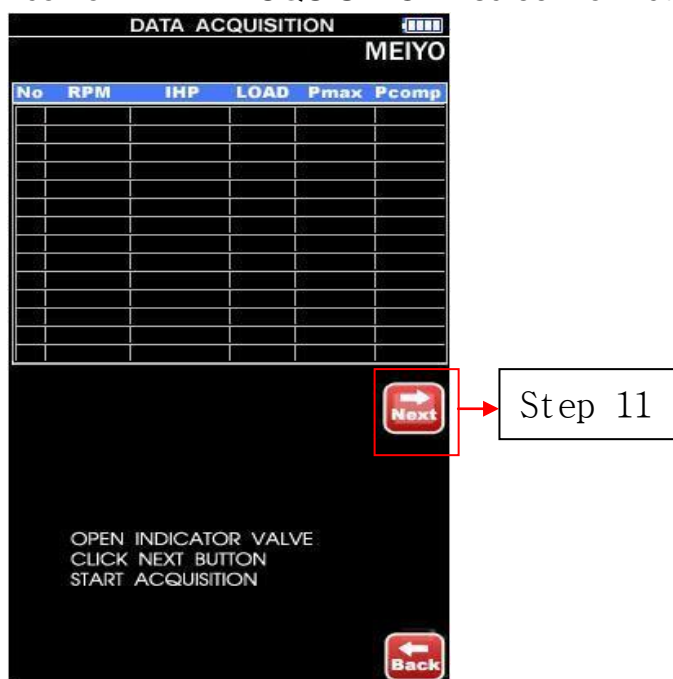 DATA ACQUISITION
MEIYO
No RPM IHP LOAD Pmax Pcomp
Next
Step 11
OPEN INDICATOR VALVE
CLICK NEXT BUTTON
START ACQUISITION
Back